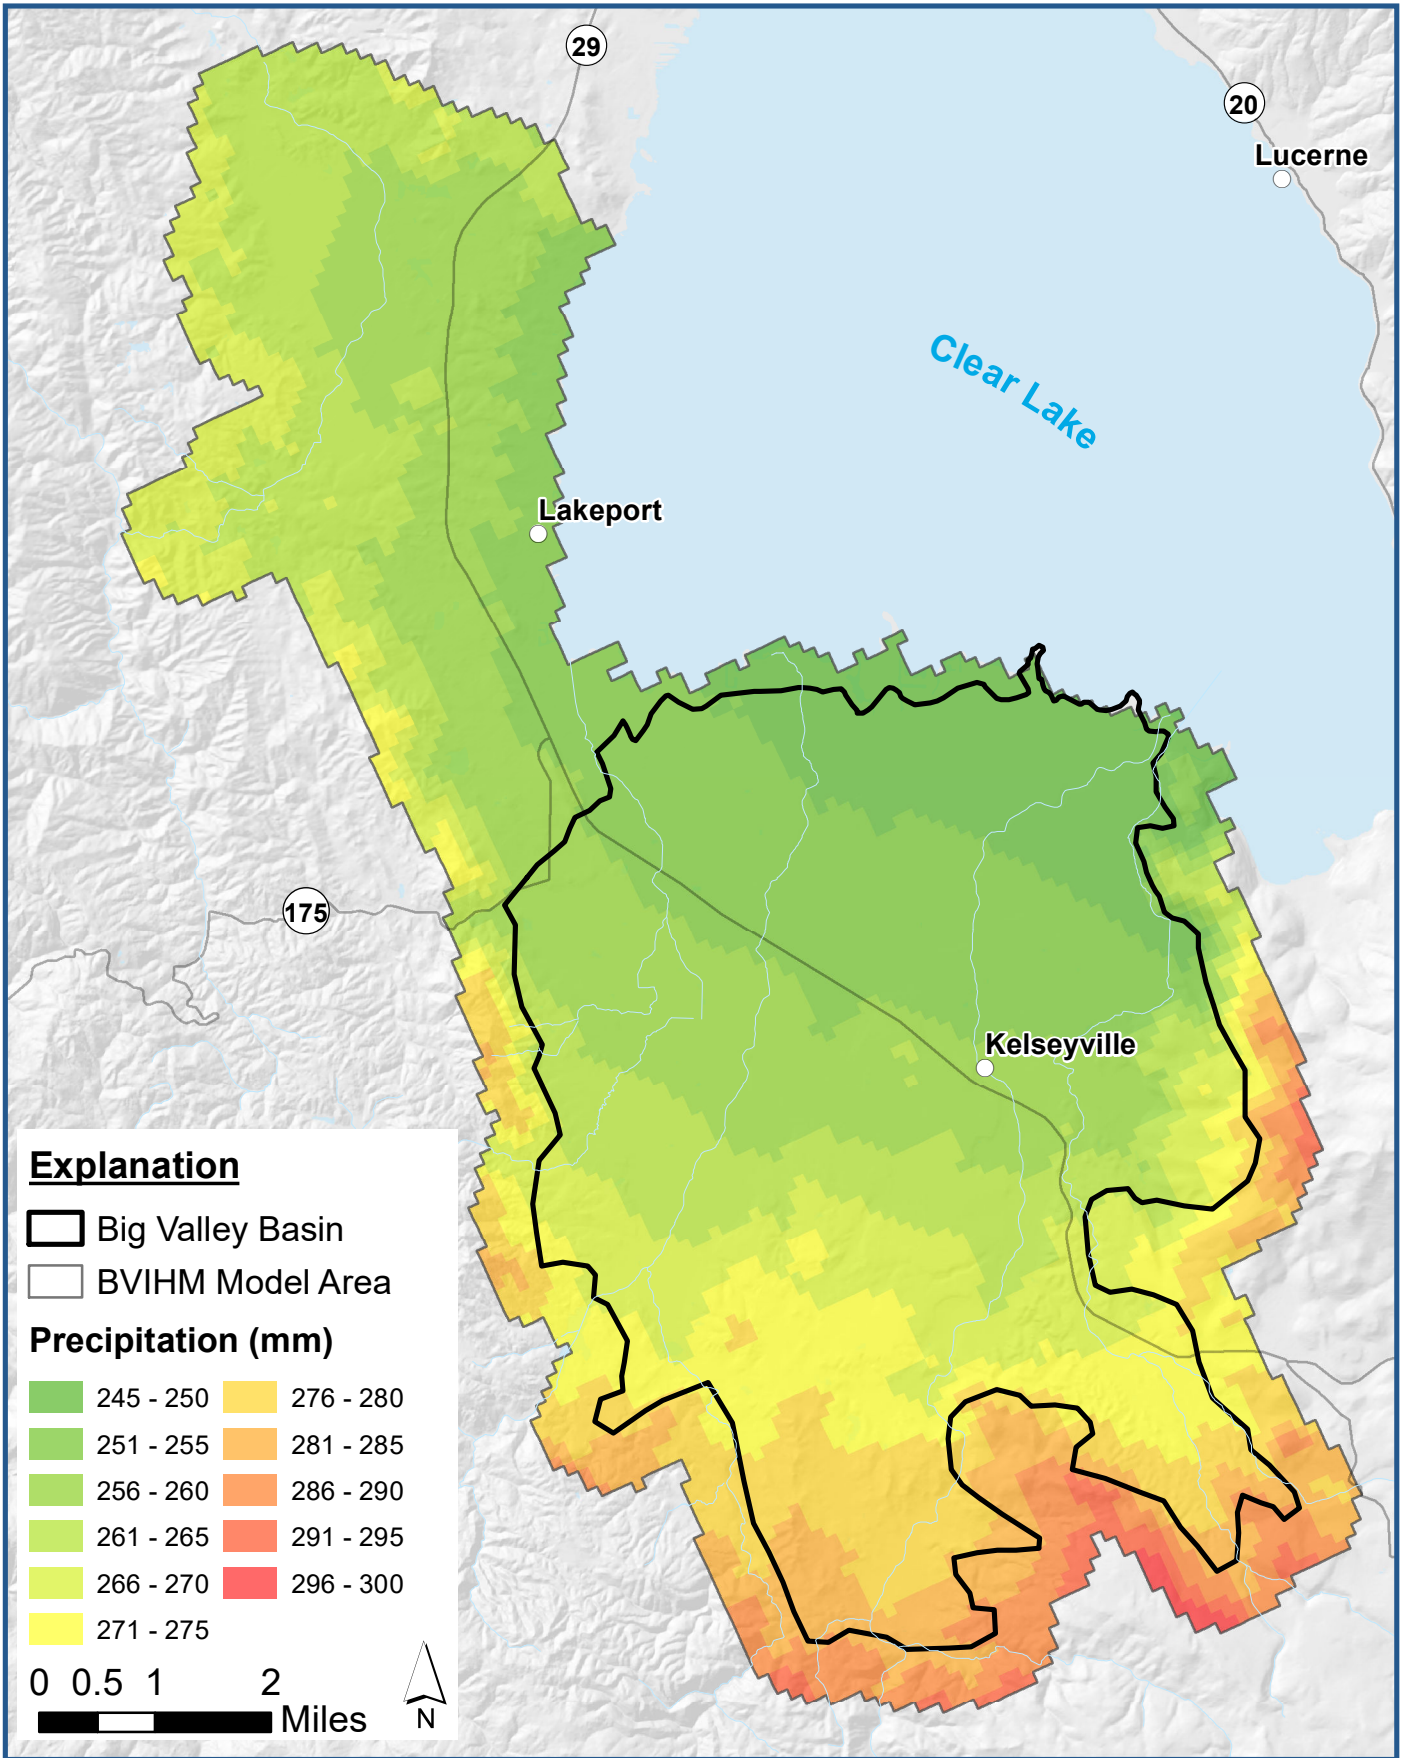 29
20
Lucerne
Clear Lake
Lakeport
175
Kelseyville
Explanation
Big Valley Basin
BVIHM Model Area
Precipitation (mm)
245 - 250
276 - 280
251 - 255
281 - 285
256 - 260
286 - 290
261 - 265
291 - 295
266 - 270
296 - 300
271 - 275
0 0.5 1 2
Miles
N